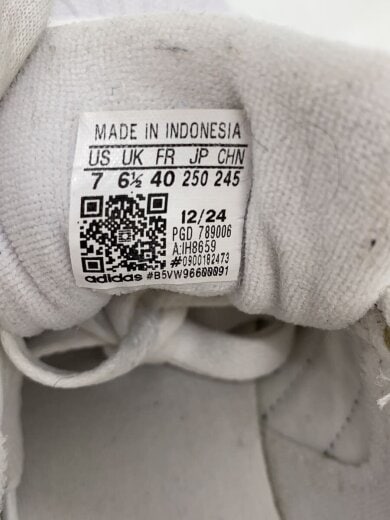 MADE IN INDONESIA
US UK FR JP CHN
7 6½ 40 250 245
12/24
PGD 789006
A:IH8659
#0900182473
adidas #B5VW96600091